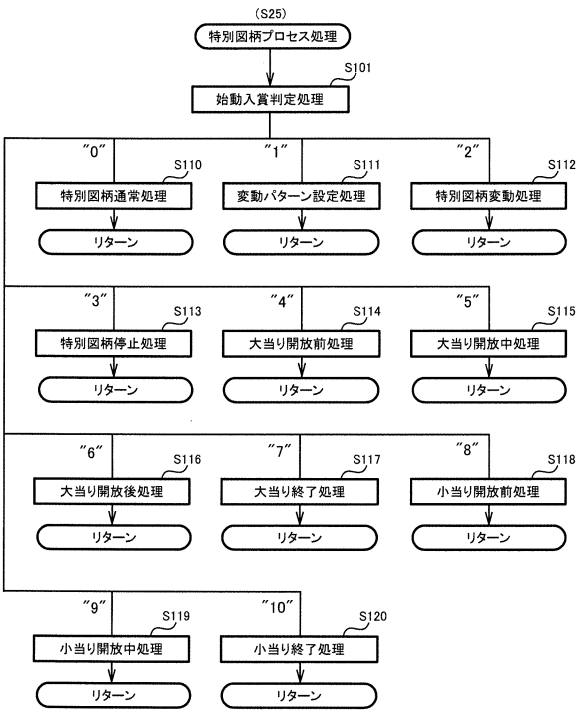 (S25)
特別図柄プロセス処理
S101
始動入賞判定処理
"0" "1" "2"
S110 S111 S112
特別図柄通常処理 変動パターン設定処理 特別図柄変動処理
リターン リターン リターン
"3" "4" "5"
S113 S114 S115
特別図柄停止処理 大当り開放前処理 大当り開放中処理
リターン リターン リターン
"6" "7" "8"
S116 S117 S118
大当り開放後処理 大当り終了処理 小当り開放前処理
リターン リターン リターン
"9" "10"
S119 S120
小当り開放中処理 小当り終了処理
リターン リターン